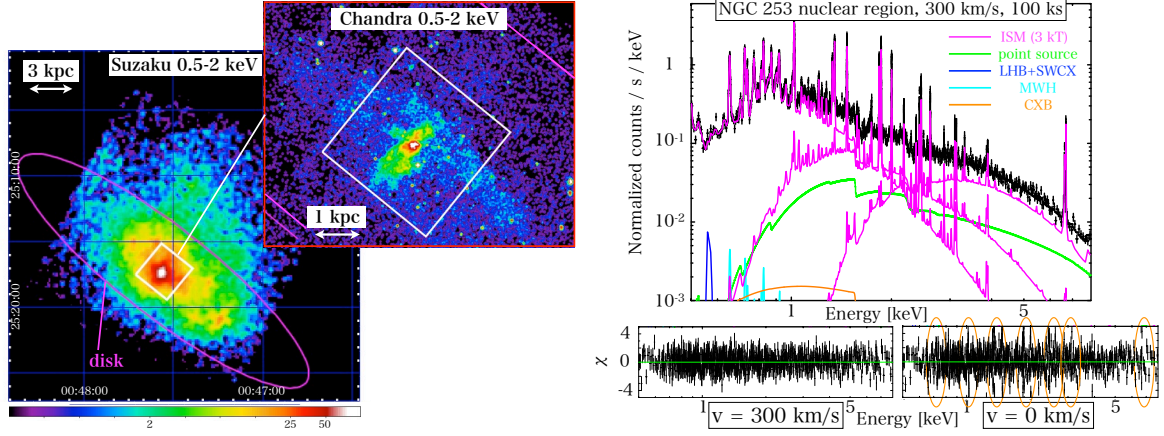 Chandra 0.5-2 keV
3 kpc
Suzaku 0.5-2 keV
25:10:00
25:20:00
1 kpc
disk
00:48:00
00:47:00
2
25
50
NGC 253 nuclear region, 300 km/s, 100 ks
ISM (3 kT)
point source
LHB+SWCX
MWH
CXB
Normalized counts / s / keV
1
0.1
10-2
10-3
1
5
Energy [keV]
χ
4
0
-4
1
5
1
5
v = 300 km/s
Energy [keV]
v = 0 km/s